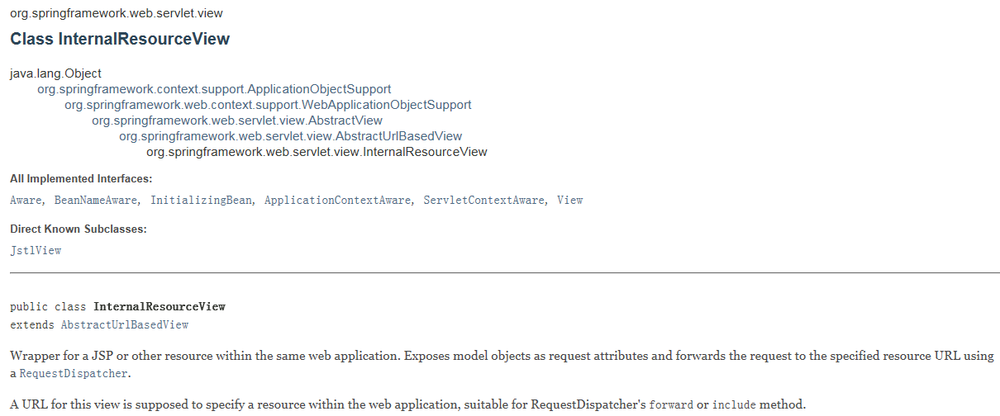 org.springframework.web.servlet.view
Class InternalResourceView
java.lang.Object
org.springframework.context.support.ApplicationObjectSupport
org.springframework.web.context.support.WebApplicationObjectSupport
org.springframework.web.servlet.view.AbstractView
org.springframework.web.servlet.view.AbstractUrlBasedView
org.springframework.web.servlet.view.InternalResourceView
All Implemented Interfaces:
Aware, BeanNameAware, InitializingBean, ApplicationContextAware, ServletContextAware, View
Direct Known Subclasses:
JstlView
public class InternalResourceView
extends AbstractUrlBasedView
Wrapper for a JSP or other resource within the same web application. Exposes model objects as request attributes and forwards the request to the specified resource URL using
a RequestDispatcher.
A URL for this view is supposed to specify a resource within the web application, suitable for RequestDispatcher's forward or include method.